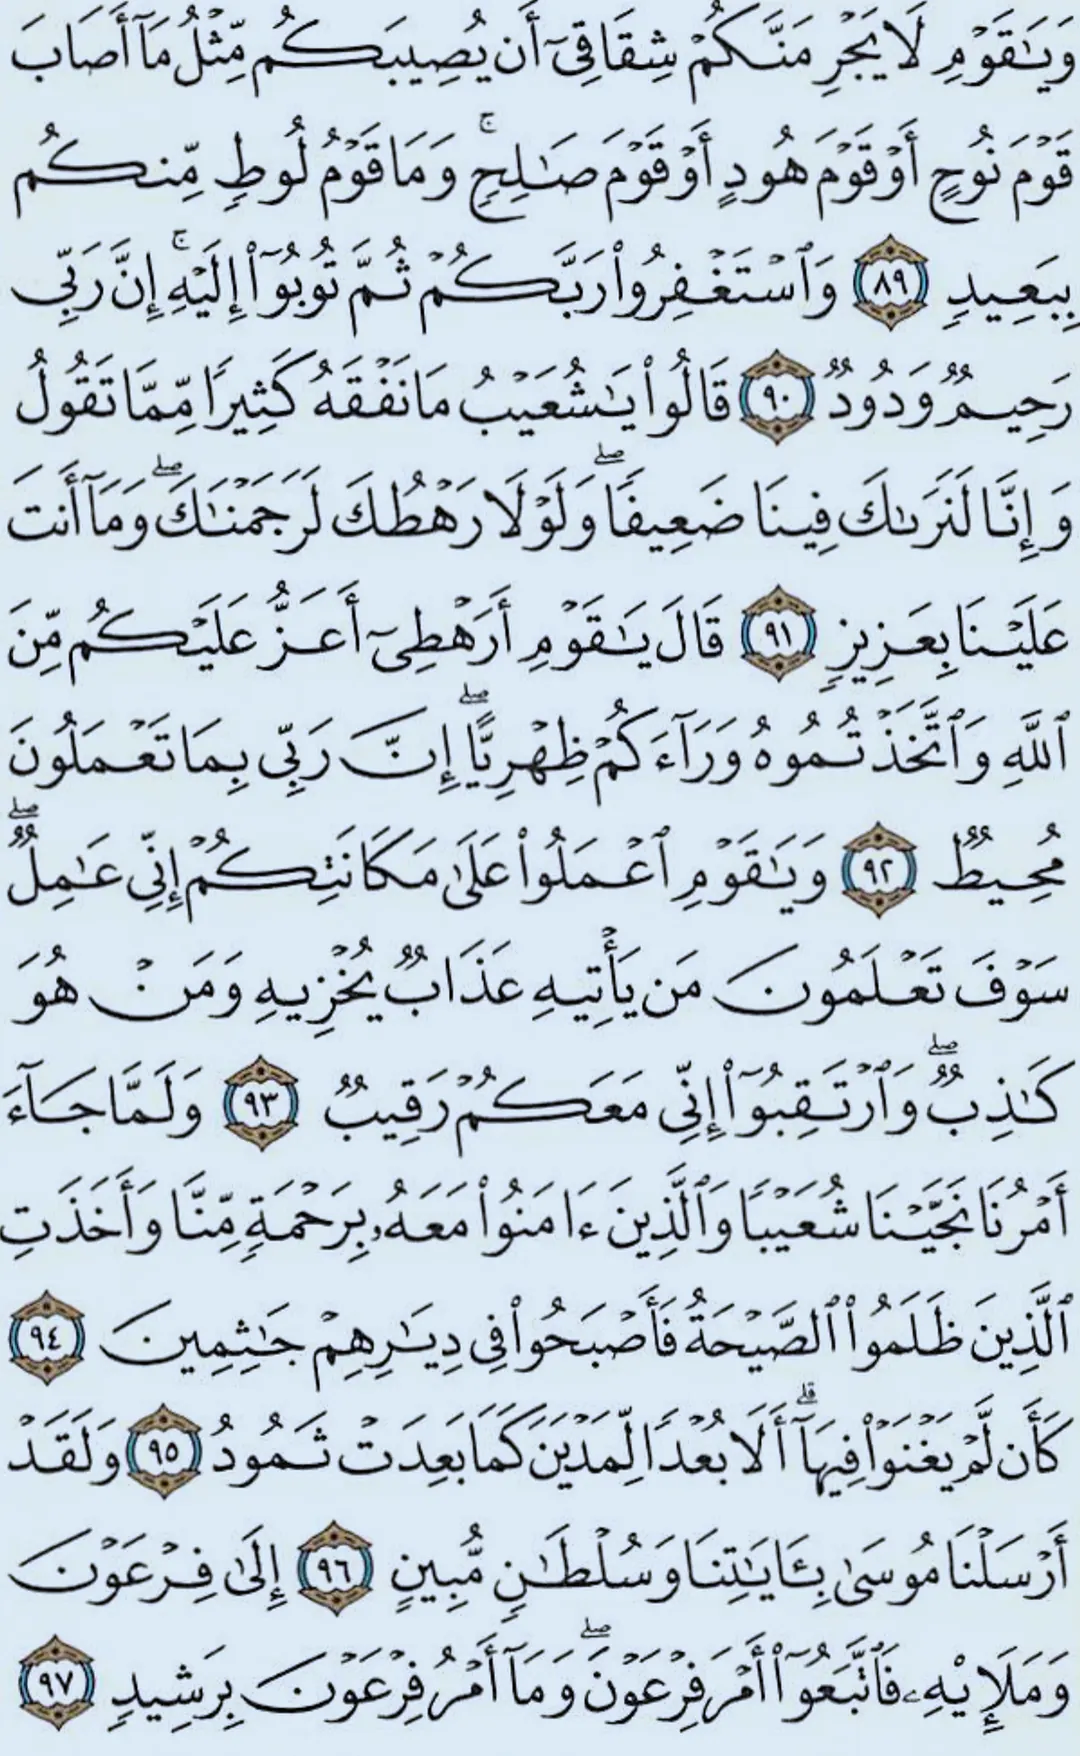 وَيَٰقَوْمِ لَا يَجْرِمَنَّكُمْ شِقَاقِىٓ أَن يُصِيبَكُم مِّثْلُ مَآ أَصَابَ
قَوْمَ نُوحٍ أَوْ قَوْمَ هُودٍ أَوْ قَوْمَ صَٰلِحٍ ۚ وَمَا قَوْمُ لُوطٍ مِّنكُم
بِبَعِيدٍ ٨٩ وَٱسْتَغْفِرُوا۟ رَبَّكُمْ ثُمَّ تُوبُوٓا۟ إِلَيْهِ ۚ إِنَّ رَبِّى
رَحِيمٌ وَدُودٌ ٩٠ قَالُوا۟ يَٰشُعَيْبُ مَا نَفْقَهُ كَثِيرًا مِّمَّا تَقُولُ
وَإِنَّا لَنَرَىٰكَ فِينَا ضَعِيفًا ۖ وَلَوْلَا رَهْطُكَ لَرَجَمْنَٰكَ ۖ وَمَآ أَنتَ
عَلَيْنَا بِعَزِيزٍ ٩١ قَالَ يَٰقَوْمِ أَرَهْطِىٓ أَعَزُّ عَلَيْكُم مِّنَ
ٱللَّهِ وَٱتَّخَذْتُمُوهُ وَرَآءَكُمْ ظِهْرِيًّا ۖ إِنَّ رَبِّى بِمَا تَعْمَلُونَ
مُحِيطٌ ٩٢ وَيَٰقَوْمِ ٱعْمَلُوا۟ عَلَىٰ مَكَانَتِكُمْ إِنِّى عَٰمِلٌ ۖ
سَوْفَ تَعْلَمُونَ مَن يَأْتِيهِ عَذَابٌ يُخْزِيهِ وَمَنْ هُوَ
كَٰذِبٌ ۖ وَٱرْتَقِبُوٓا۟ إِنِّى مَعَكُمْ رَقِيبٌ ٩٣ وَلَمَّا جَآءَ
أَمْرُنَا نَجَّيْنَا شُعَيْبًا وَٱلَّذِينَ ءَامَنُوا۟ مَعَهُۥ بِرَحْمَةٍ مِّنَّا وَأَخَذَتِ
ٱلَّذِينَ ظَلَمُوا۟ ٱلصَّيْحَةُ فَأَصْبَحُوا۟ فِى دِيَٰرِهِمْ جَٰثِمِينَ ٩٤
كَأَن لَّمْ يَغْنَوْا۟ فِيهَآ ۗ أَلَا بُعْدًا لِّمَدْيَنَ كَمَا بَعِدَتْ ثَمُودُ ٩٥ وَلَقَدْ
أَرْسَلْنَا مُوسَىٰ بِـَٔايَٰتِنَا وَسُلْطَٰنٍ مُّبِينٍ ٩٦ إِلَىٰ فِرْعَوْنَ
وَمَلَإِي۟هِۦ فَٱتَّبَعُوٓا۟ أَمْرَ فِرْعَوْنَ ۖ وَمَآ أَمْرُ فِرْعَوْنَ بِرَشِيدٍ ٩٧